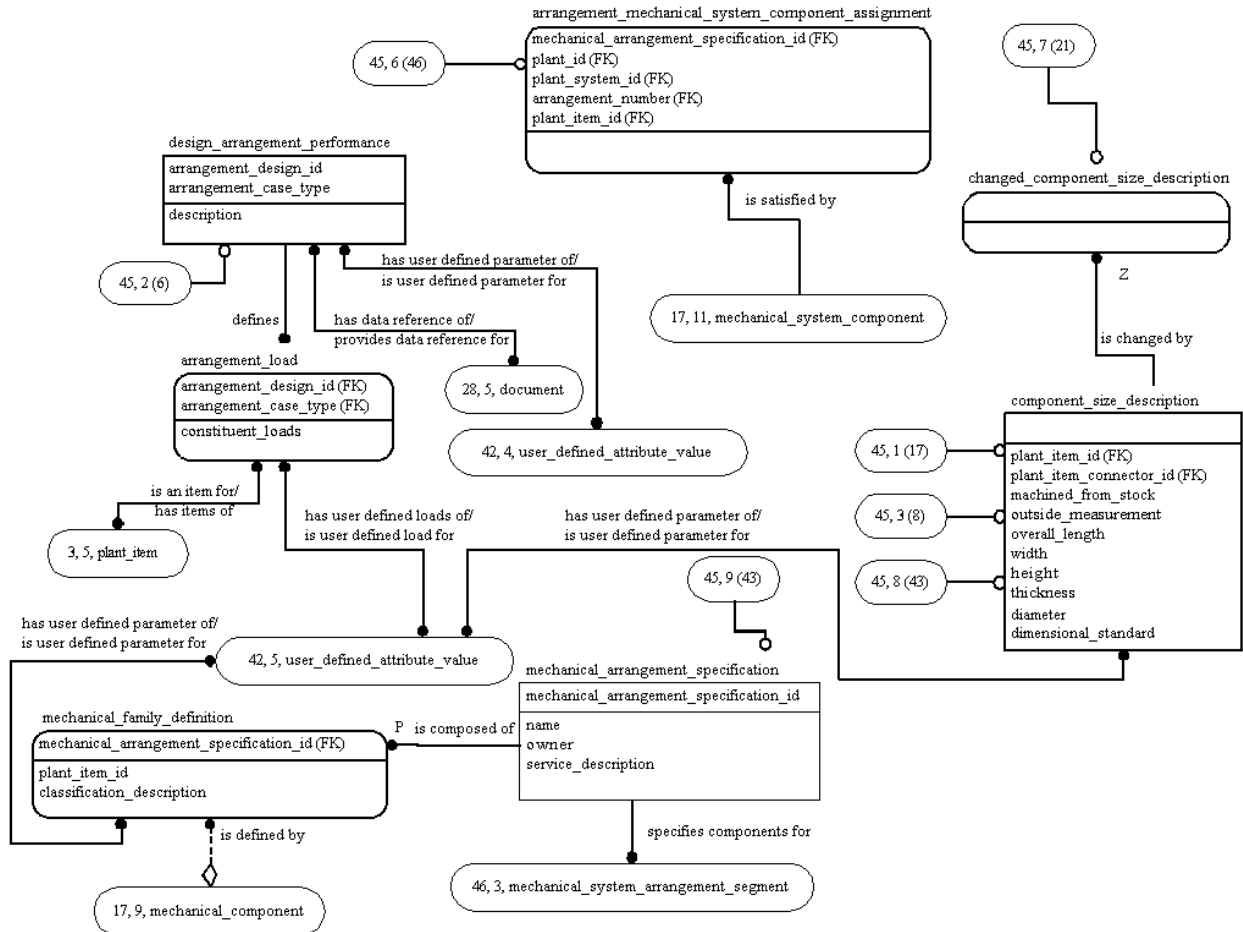 arrangement_mechanical_system_component_assignment
mechanical_arrangement_specification_id (FK)
plant_id (FK)
plant_system_id (FK)
arrangement_number (FK)
plant_item_id (FK)
45, 6 (46)
45, 7 (21)
design_arrangement_performance
arrangement_design_id
arrangement_case_type
description
changed_component_size_description
is satisfied by
Z
45, 2 (6)
has user defined parameter of/
is user defined parameter for
17, 11, mechanical_system_component
defines
has data reference of/
provides data reference for
is changed by
arrangement_load
arrangement_design_id (FK)
arrangement_case_type (FK)
constituent_loads
28, 5, document
42, 4, user_defined_attribute_value
component_size_description
plant_item_id (FK)
plant_item_connector_id (FK)
machined_from_stock
outside_measurement
overall_length
width
height
thickness
diameter
dimensional_standard
45, 1 (17)
45, 3 (8)
45, 8 (43)
is an item for/
has items of
3, 5, plant_item
has user defined loads of/
is user defined load for
has user defined parameter of/
is user defined parameter for
45, 9 (43)
has user defined parameter of/
is user defined parameter for
42, 5, user_defined_attribute_value
mechanical_arrangement_specification
mechanical_arrangement_specification_id
name
owner
service_description
mechanical_family_definition
mechanical_arrangement_specification_id (FK)
plant_item_id
classification_description
P
is composed of
is defined by
specifies components for
17, 9, mechanical_component
46, 3, mechanical_system_arrangement_segment